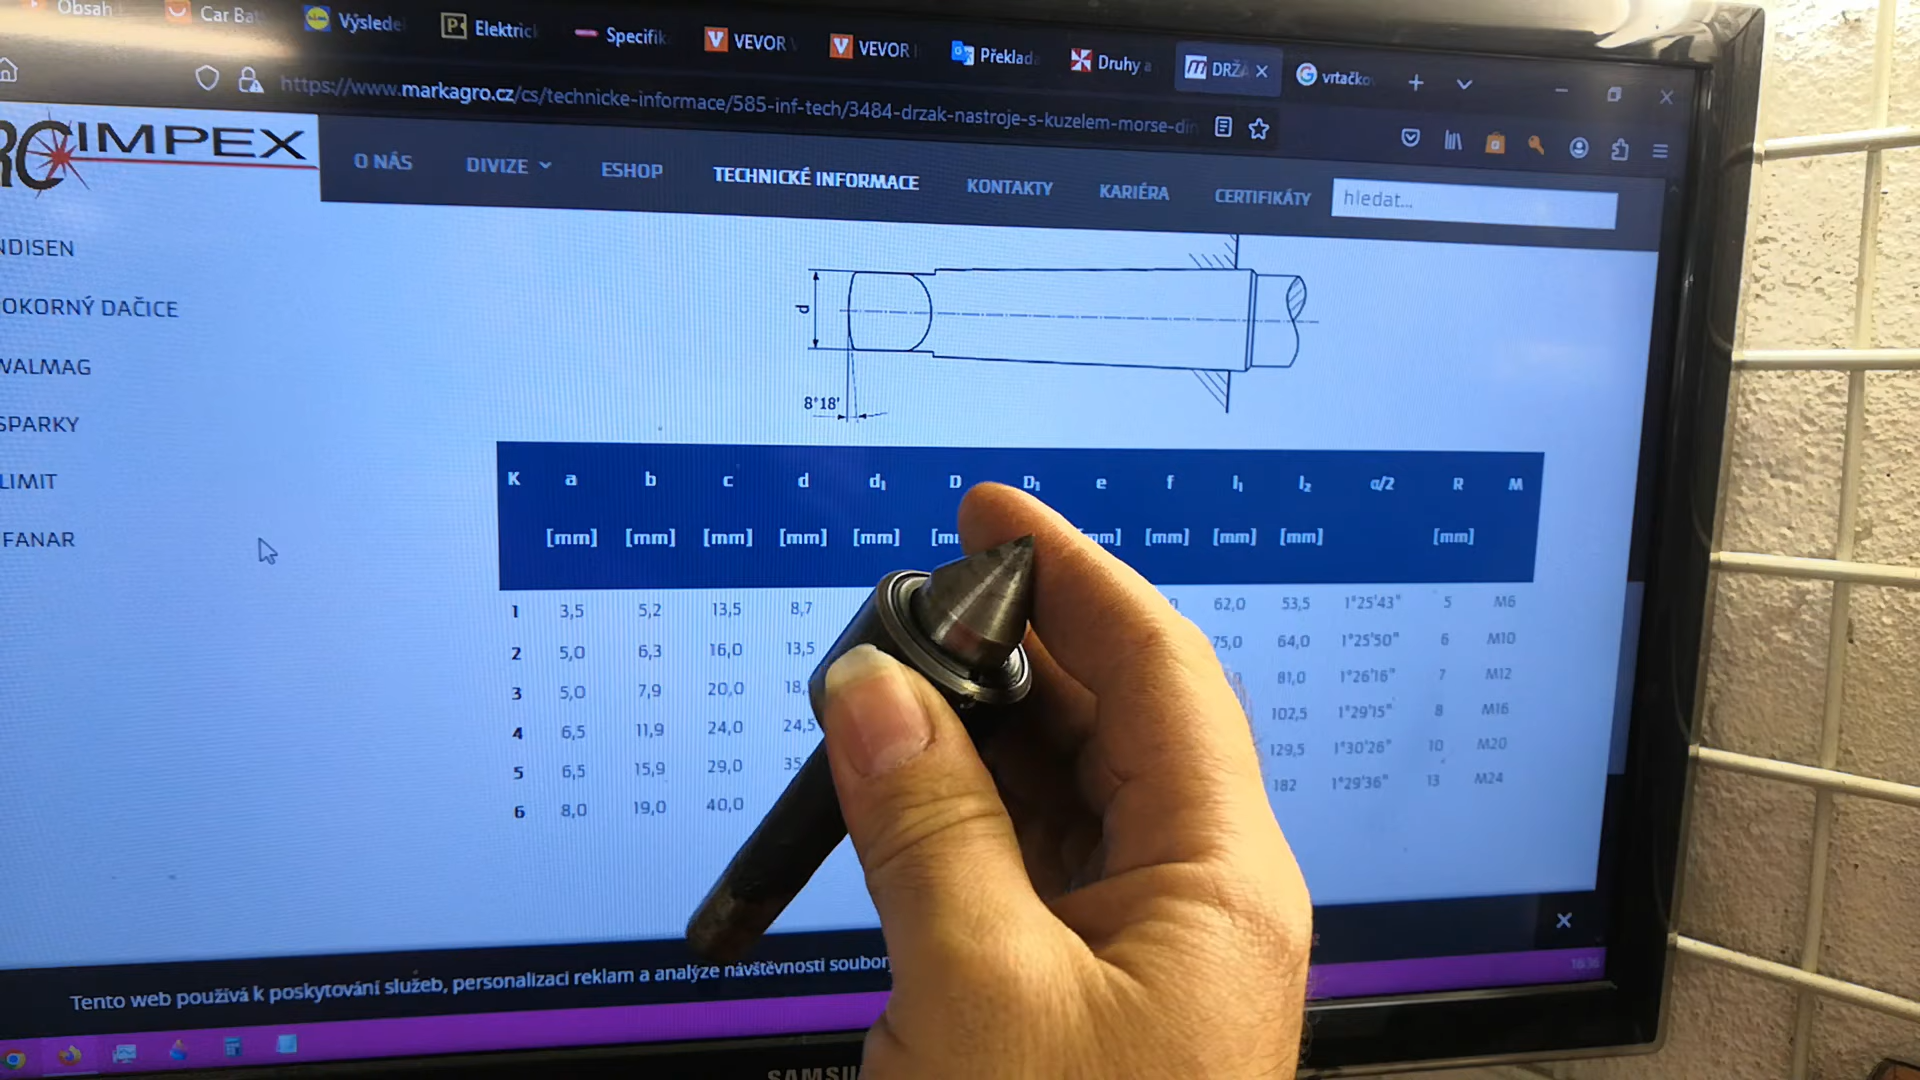 Obsah
Car Bat
Výslede
Elektric
Specifik
VEVOR
VEVOR
Překlad
Druhy a
DRŽ
vrtačko
https://www.markagro.cz/cs/technicke-informace/585-inf-tech/3484-drzak-nastroje-s-kuzelem-morse-din
IMPEX
O NÁS
DIVIZE
ESHOP
TECHNICKÉ INFORMACE
KONTAKTY
KARIÉRA
CERTIFIKÁTY
hledat...
NDISEN
OKORNÝ DAČICE
WALMAG
SPARKY
LIMIT
FANAR
d
8°18'
K a b c d d₁ D D₁ e f l₁ l₂ α/2 R M
[mm] [mm] [mm] [mm] [mm] [mm] [mm] [mm] [mm] [mm]
1 3,5 5,2 13,5 8,7 62,0 53,5 1°25'43" 5 M6
2 5,0 6,3 16,0 13,5 75,0 64,0 1°25'50" 6 M10
3 5,0 7,9 20,0 18, 81,0 1°26'16" 7 M12
4 6,5 11,9 24,0 24,5 102,5 1°29'15" 8 M16
5 6,5 15,9 29,0 35 129,5 1°30'26" 10 M20
6 8,0 19,0 40,0 182 1°29'36" 13 M24
Tento web používá k poskytování služeb, personalizaci reklam a analýze návštěvnosti soubor
16:36
SAMSU